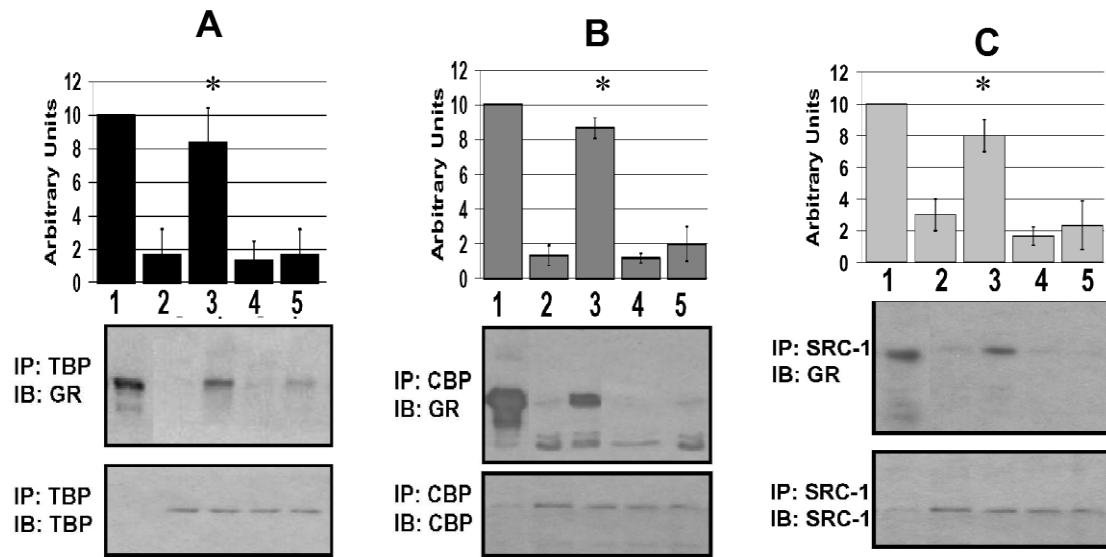 A
12
10
8
6
4
2
0
Arbitrary Units
*
1 2 3 4 5
IP: TBP
IB: GR
IP: TBP
IB: TBP
B
12
10
8
6
4
2
0
Arbitrary Units
*
1 2 3 4 5
IP: CBP
IB: GR
IP: CBP
IB: CBP
C
12
10
8
6
4
2
0
Arbitrary Units
*
1 2 3 4 5
IP: SRC-1
IB: GR
IP: SRC-1
IB: SRC-1